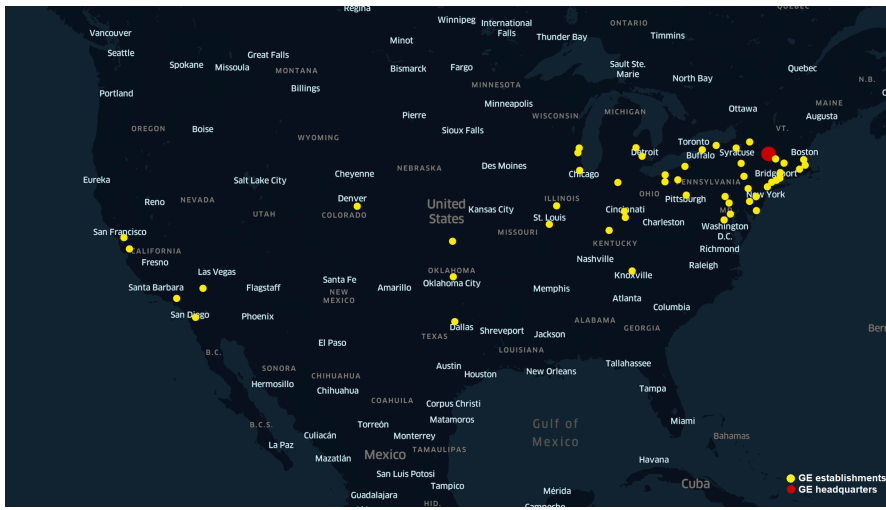 Regina
QUEBEC
Vancouver
Winnipeg
International
Falls
ONTARIO
Seattle
Minot
Thunder Bay
Timmins
Great Falls
Spokane
Missoula
MONTANA
Bismarck
Fargo
Sault Ste.
Marie
North Bay
Quebec
N.B.
Portland
Billings
MINNESOTA
Minneapolis
MAINE
Pierre
WISCONSIN
MICHIGAN
Ottawa
Augusta
OREGON
Boise
WYOMING
Sioux Falls
VT.
Toronto
Detroit
Buffalo
Syracuse
Boston
Eureka
Cheyenne
NEBRASKA
Des Moines
Chicago
Bridgeport
Salt Lake City
PENNSYLVANIA
Reno
NEVADA
Denver
United
States
ILLINOIS
OHIO
Pittsburgh
New York
UTAH
COLORADO
Kansas City
St. Louis
Cincinnati
MD.
San Francisco
MISSOURI
Charleston
Washington
D.C.
CALIFORNIA
KENTUCKY
Richmond
Fresno
Nashville
Raleigh
Las Vegas
OKLAHOMA
Knoxville
Santa Barbara
Flagstaff
Santa Fe
Amarillo
Oklahoma City
Memphis
NEW
MEXICO
Atlanta
Columbia
San Diego
Phoenix
ALABAMA
GEORGIA
Dallas
Shreveport
Jackson
TEXAS
El Paso
LOUISIANA
B.C.
SONORA
CHIHUAHUA
Austin
Houston
New Orleans
Tallahassee
Hermosillo
Chihuahua
Tampa
COAHUILA
Corpus Christi
B.C.S.
Torreón
Matamoros
Miami
Gulf of
Mexico
Culiacán
Monterrey
Bahamas
La Paz
Mazatlán
Mexico
TAMAULIPAS
Havana
San Luis Potosi
Cuba
GE establishments
Tampico
Mérida
GE headquarters
Guadalajara
HID.
Campeche